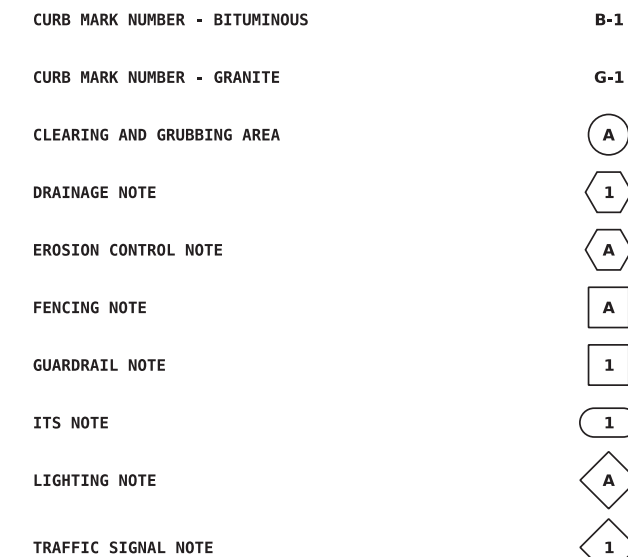 CURB MARK NUMBER - BITUMINOUS B-1
CURB MARK NUMBER - GRANITE G-1
CLEARING AND GRUBBING AREA A
DRAINAGE NOTE 1
EROSION CONTROL NOTE A
FENCING NOTE A
GUARDRAIL NOTE 1
ITS NOTE 1
LIGHTING NOTE A
TRAFFIC SIGNAL NOTE 1